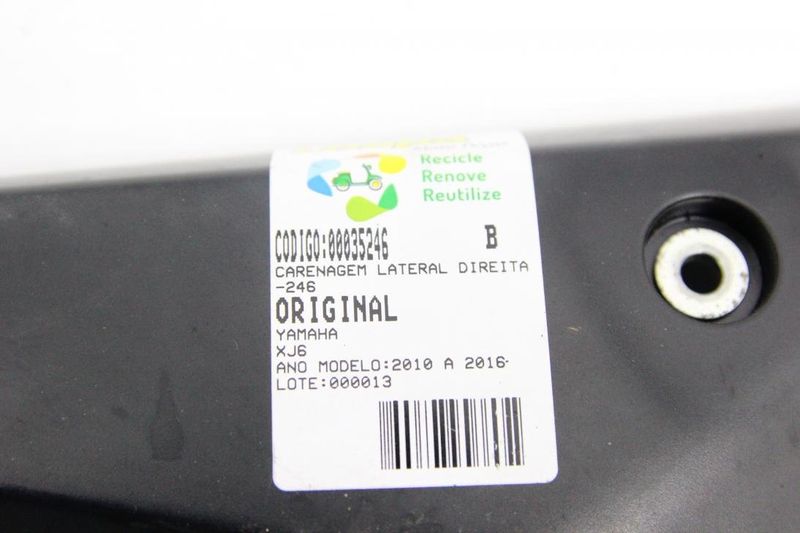 Recicle
Renove
Reutilize
CODIGO:00035246 B
CARENAGEM LATERAL DIREITA
-246
ORIGINAL
YAMAHA
XJ6
ANO MODELO:2010 A 2016-
LOTE:000013